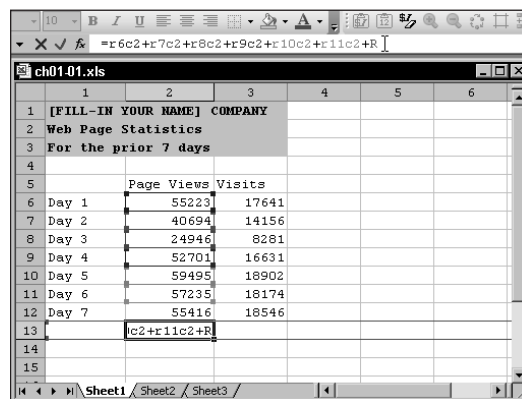 10 B I U A
=r6c2+r7c2+r8c2+r9c2+r10c2+r11c2+R
ch01-01.xls
1 2 3 4 5 6
1 [FILL-IN YOUR NAME] COMPANY
2 Web Page Statistics
3 For the prior 7 days
4
5 Page Views Visits
6 Day 1 55223 17641
7 Day 2 40694 14156
8 Day 3 24946 8281
9 Day 4 52701 16631
10 Day 5 59495 18902
11 Day 6 57235 18174
12 Day 7 55416 18546
13 c2+r11c2+R
14
15
Sheet1 Sheet2 Sheet3